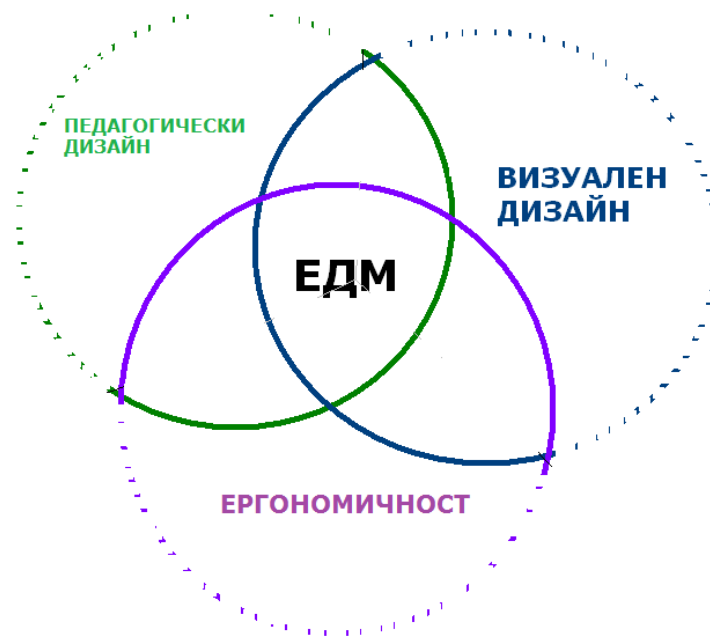 ПЕДАГОГИЧЕСКИ
ДИЗАЙН
ВИЗУАЛЕН
ДИЗАЙН
ЕДМ
ЕРГОНОМИЧНОСТ